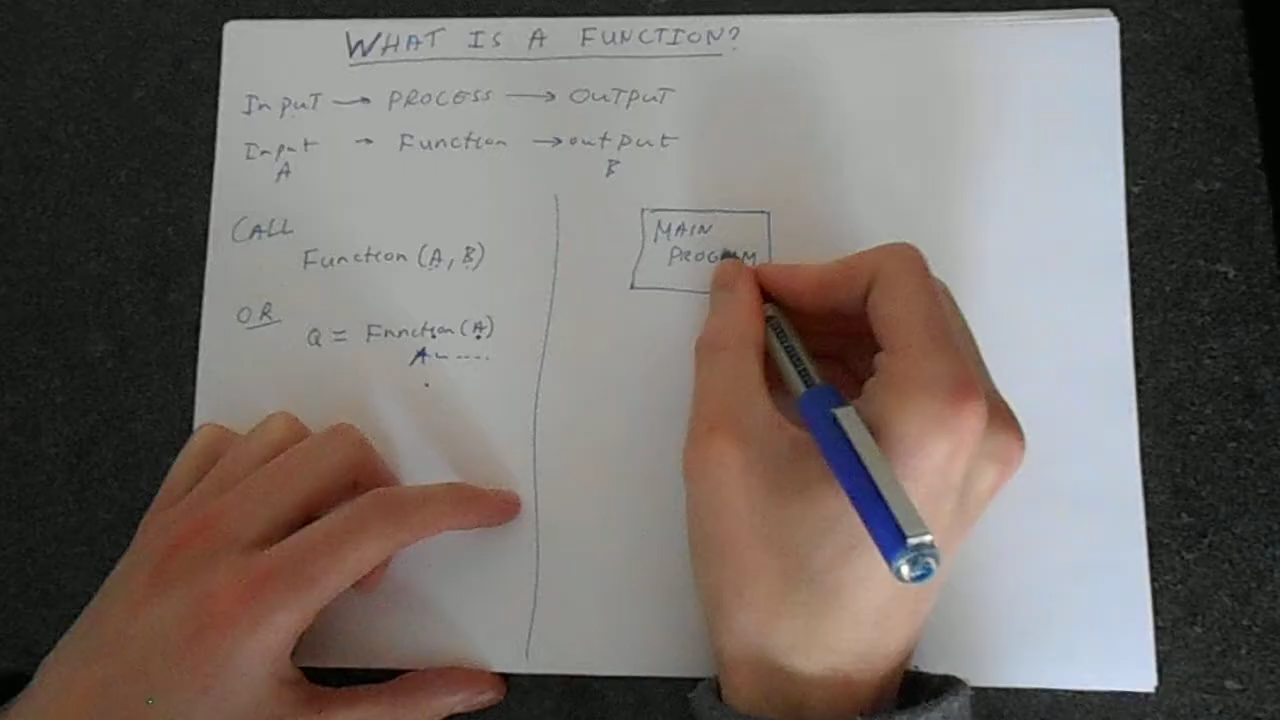 WHAT IS A FUNCTION?
InpuT → PROCESS → OuTPuT
Input → Function → output
A B
CALL
Function (A, B)
OR
Q = Function (A)
MAIN
PROGRAM